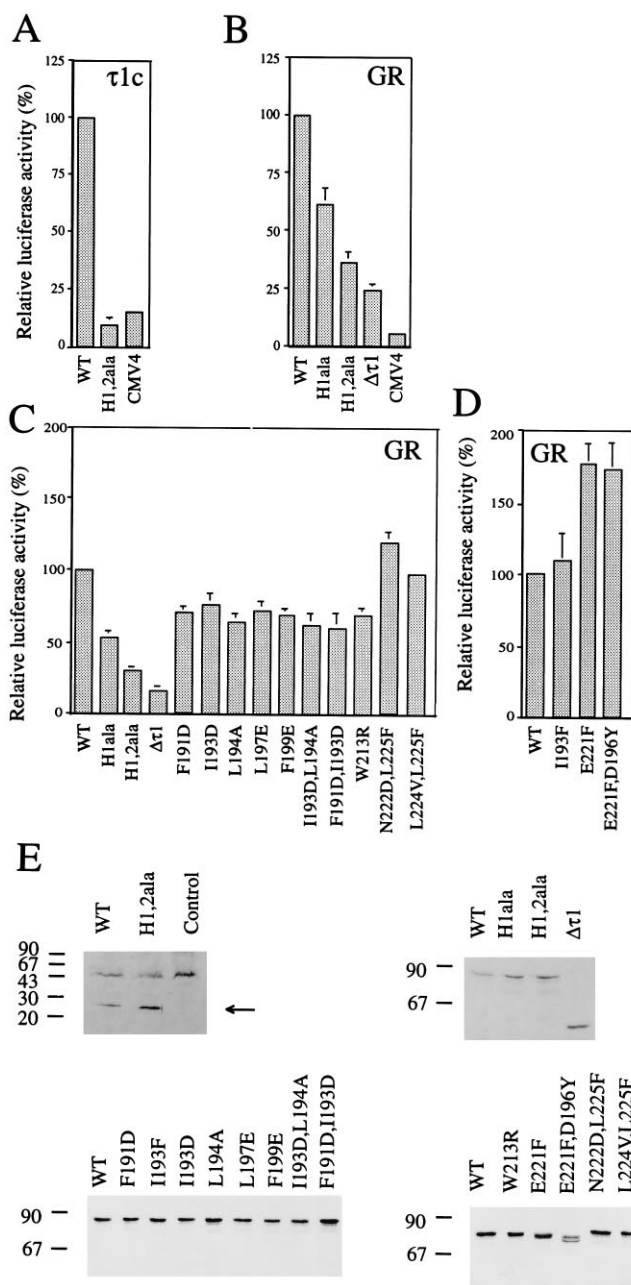 A
τ1c
Relative luciferase activity (%)
125
100
75
50
25
0
WT
H1,2ala
CMV4
B
GR
125
100
75
50
25
0
WT
H1ala
H1,2ala
Δτ1
CMV4
C
GR
Relative luciferase activity (%)
200
150
100
50
0
WT
H1ala
H1,2ala
Δτ1
F191D
I193D
L194A
L197E
F199E
I193D,L194A
F191D,I193D
W213R
N222D,L225F
L224V,L225F
D
GR
Relative luciferase activity (%)
200
150
100
50
0
WT
I193F
E221F
E221F,D196Y
E
WT
H1,2ala
Control
90
67
43
30
20
WT
H1ala
H1,2ala
Δτ1
90
67
WT
F191D
I193F
I193D
L194A
L197E
F199E
I193D,L194A
F191D,I193D
90
67
WT
W213R
E221F
E221F,D196Y
N222D,L225F
L224V,L225F
90
67